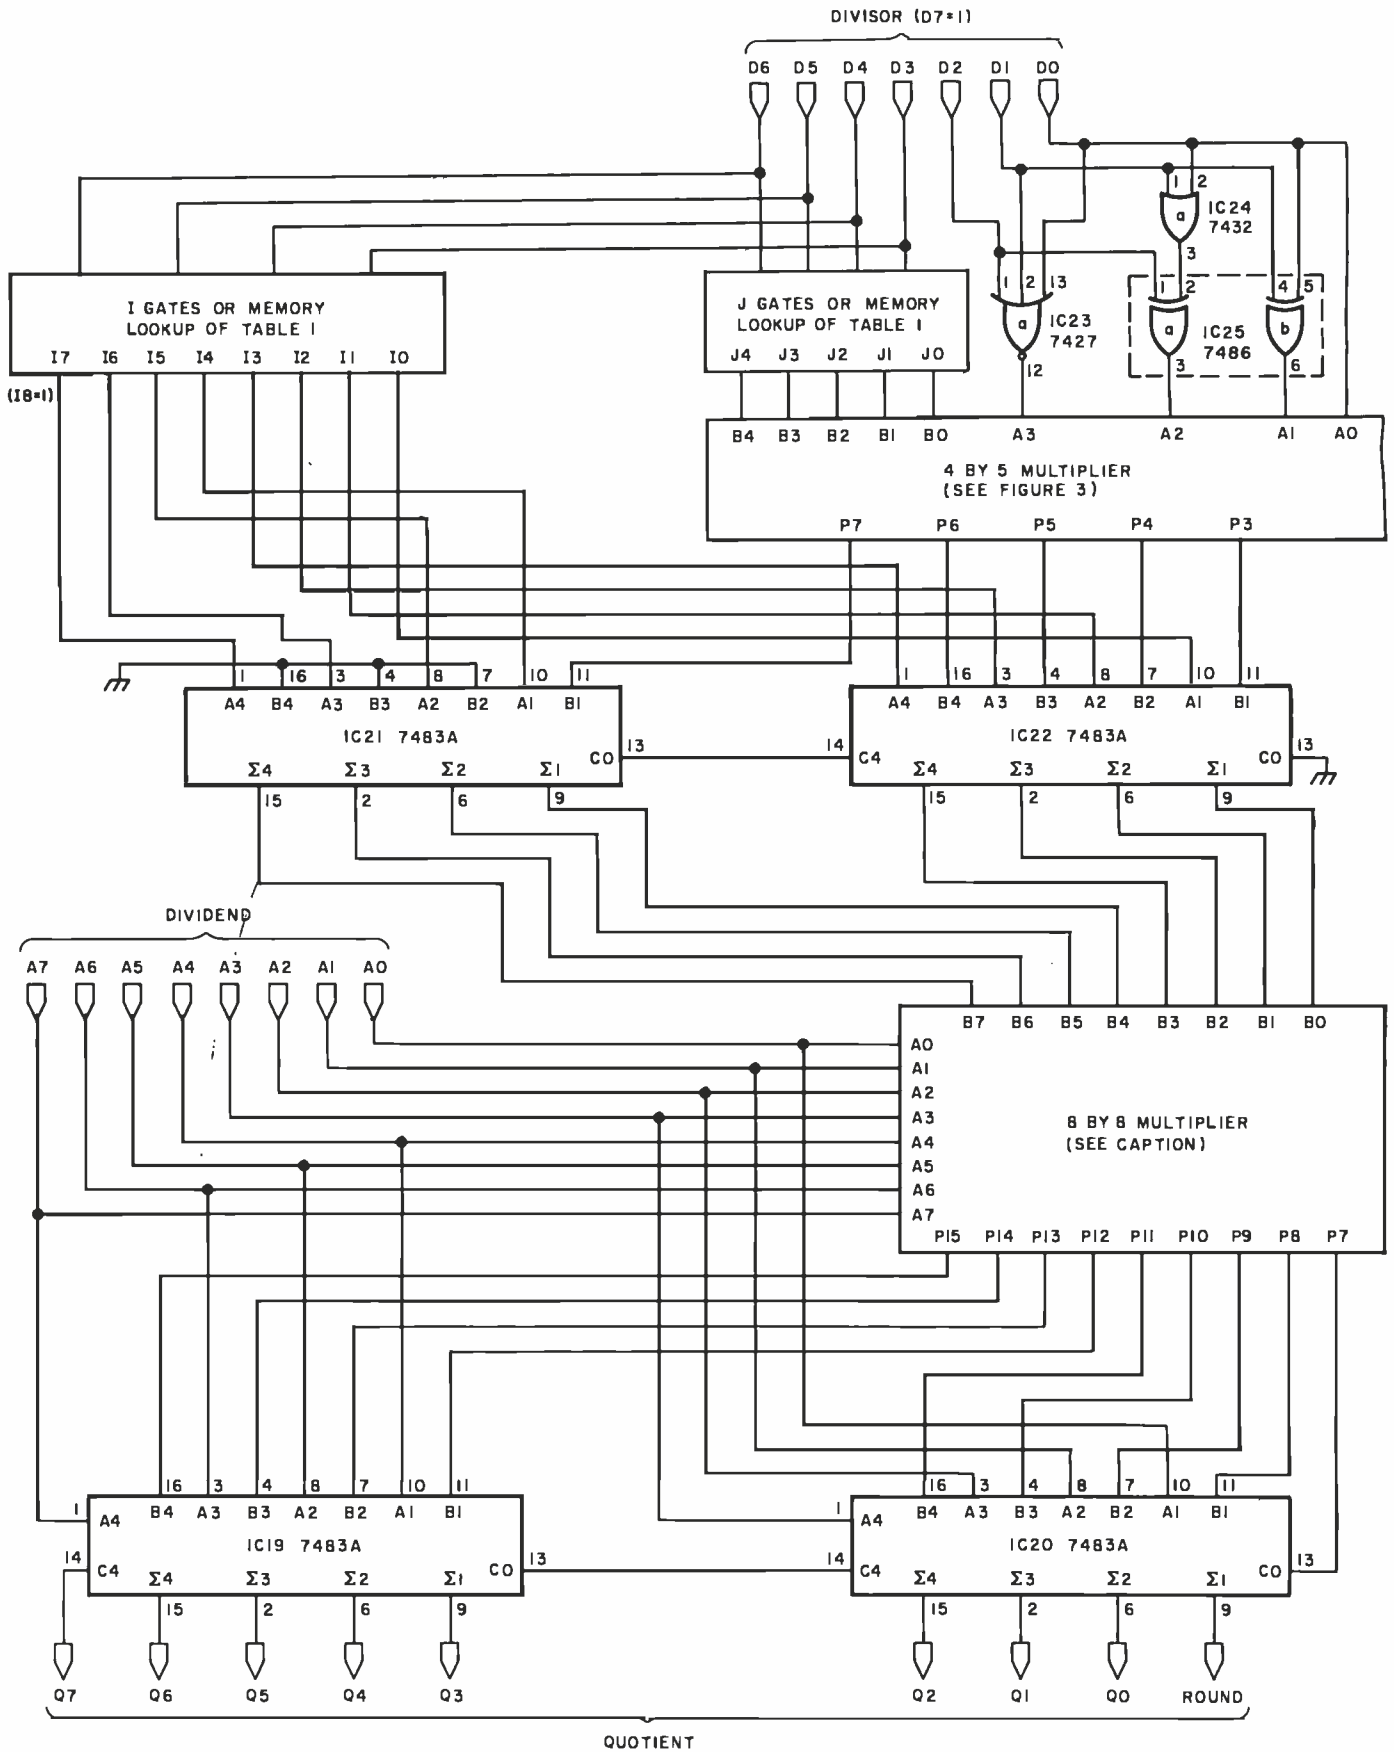 DIVISOR (D7=1)
D6 D5 D4 D3 D2 D1 D0
1 2
a
IC24
7432
3
I GATES OR MEMORY
LOOKUP OF TABLE 1
I7 I6 I5 I4 I3 I2 I1 I0
(I8=1)
J GATES OR MEMORY
LOOKUP OF TABLE 1
J4 J3 J2 J1 J0
1 2 13
a
IC23
7427
12
1 2 4 5
a
IC25
7486
b
3 6
B4 B3 B2 B1 B0 A3 A2 A1 A0
4 BY 5 MULTIPLIER
(SEE FIGURE 3)
P7 P6 P5 P4 P3
1 16 3 4 8 7 10 11
A4 B4 A3 B3 A2 B2 A1 B1
IC21 7483A
C0 13
Σ4 Σ3 Σ2 Σ1
15 2 6 9
1 16 3 4 8 7 10 11
A4 B4 A3 B3 A2 B2 A1 B1
IC22 7483A
14 C4
C0 13
Σ4 Σ3 Σ2 Σ1
15 2 6 9
DIVIDEND
A7 A6 A5 A4 A3 A2 A1 A0
B7 B6 B5 B4 B3 B2 B1 B0
A0
A1
A2
A3
A4
A5
A6
A7
8 BY 8 MULTIPLIER
(SEE CAPTION)
P15 P14 P13 P12 P11 P10 P9 P8 P7
16 3 4 8 7 10 11
1 A4 B4 A3 B3 A2 B2 A1 B1
IC19 7483A
14 C4
C0 13
Σ4 Σ3 Σ2 Σ1
15 2 6 9
16 3 4 8 7 10 11
1 A4 B4 A3 B3 A2 B2 A1 B1
IC20 7483A
14 C4
C0 13
Σ4 Σ3 Σ2 Σ1
15 2 6 9
Q7 Q6 Q5 Q4 Q3 Q2 Q1 Q0 ROUND
QUOTIENT